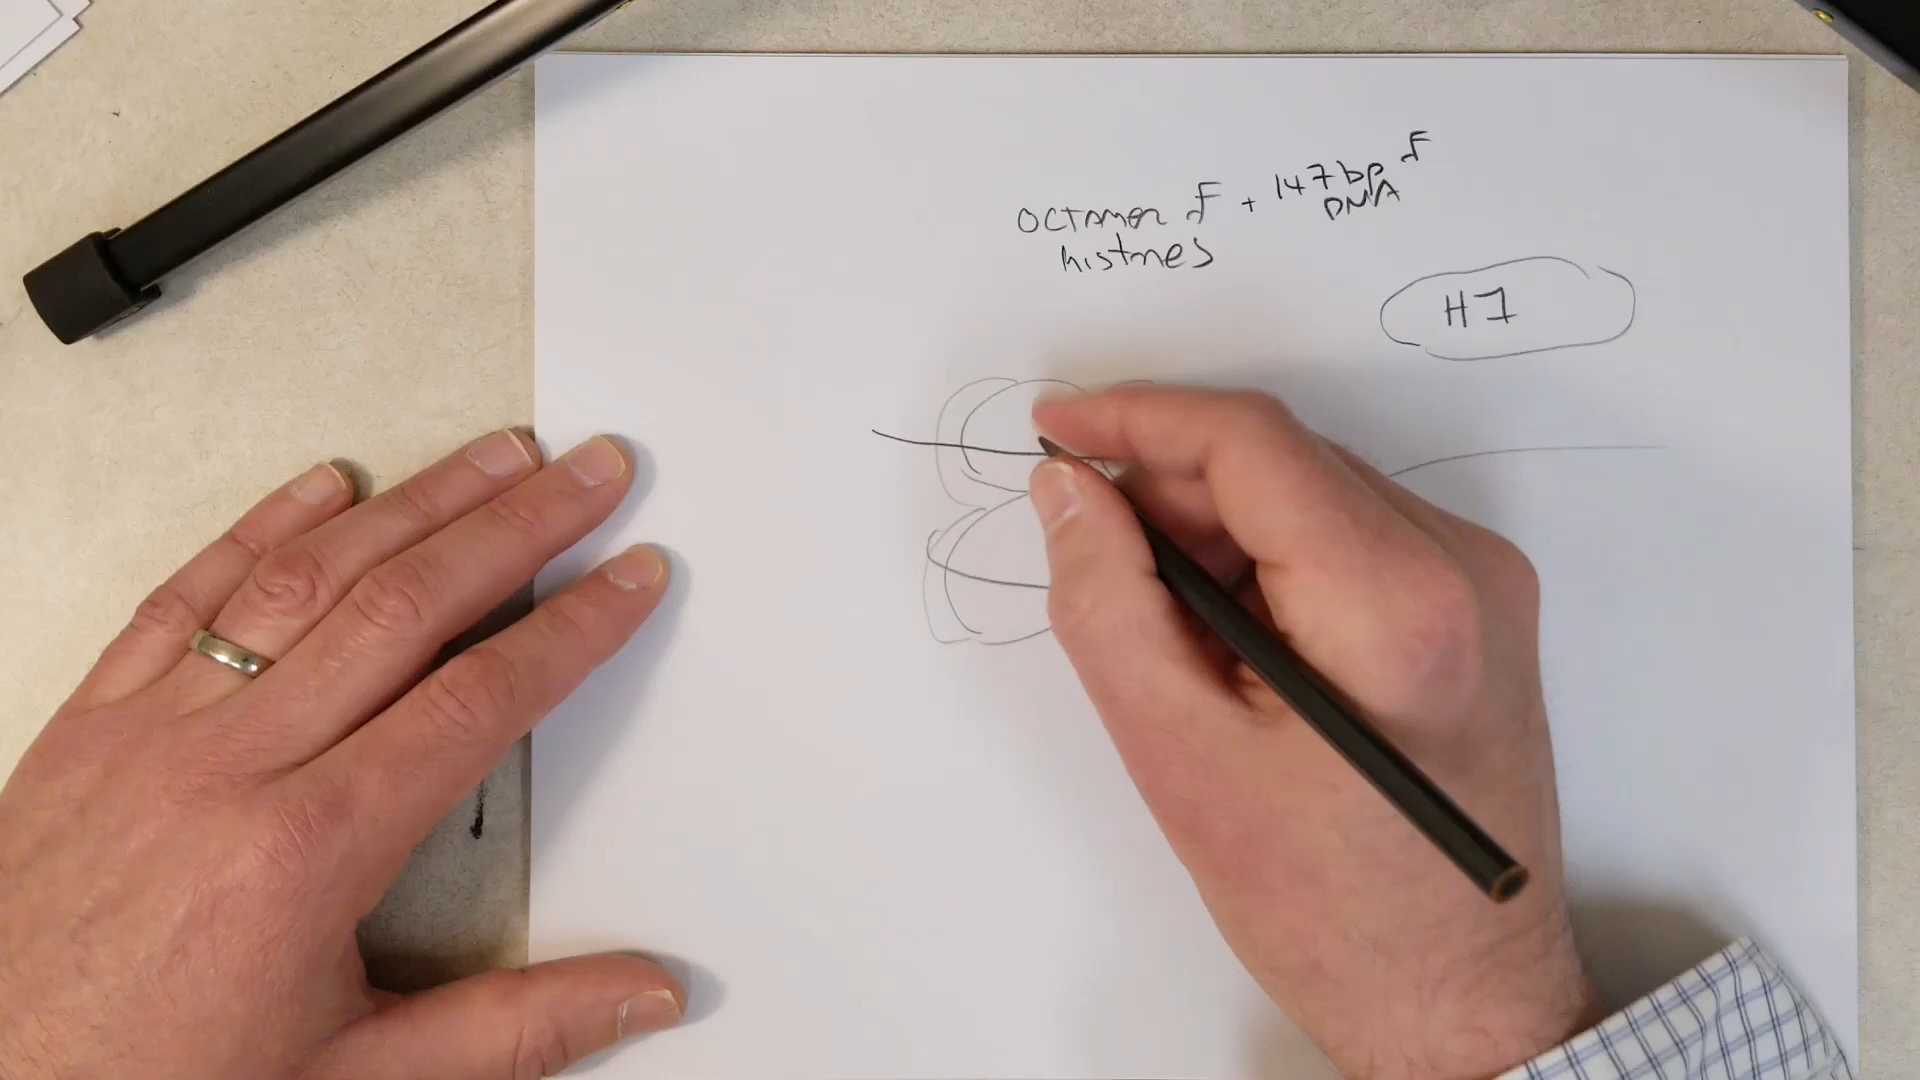 octamer of + 147 bp of
histones DNA
H1